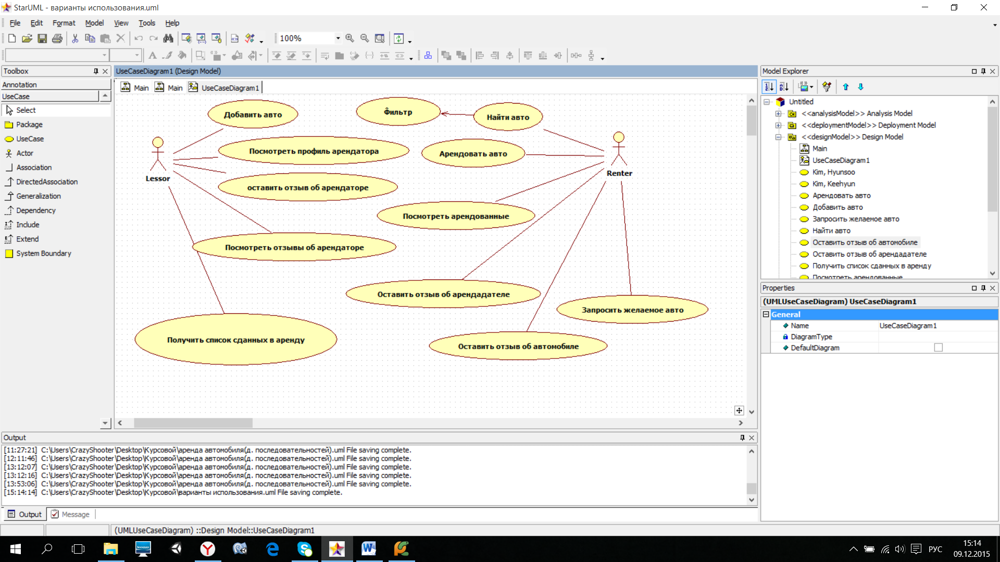 StarUML - варианты использования.uml
File Edit Format Model View Tools Help
100%
Toolbox
Annotation
UseCase
Select
Package
UseCase
Actor
Association
DirectedAssociation
Generalization
Dependency
Include
Extend
System Boundary
UseCaseDiagram1 (Design Model)
Main Main UseCaseDiagram1
Добавить авто
Фильтр
Найти авто
Посмотреть профиль арендатора
Арендовать авто
Lessor
Renter
оставить отзыв об арендаторе
Посмотреть арендованные
Посмотреть отзывы об арендаторе
Оставить отзыв об арендадателе
Запросить желаемое авто
Получить список сданных в аренду
Оставить отзыв об автомобиле
Model Explorer
Untitled
<<analysisModel>> Analysis Model
<<deploymentModel>> Deployment Model
<<designModel>> Design Model
Main
UseCaseDiagram1
Kim, Hyunsoo
Kim, Keehyun
Арендовать авто
Добавить авто
Запросить желаемое авто
Найти авто
Оставить отзыв об автомобиле
Оставить отзыв об арендадателе
Получить список сданных в аренду
Посмотреть арендованные
Properties
(UMLUseCaseDiagram) UseCaseDiagram1
General
Name UseCaseDiagram1
DiagramType
DefaultDiagram
Output
[11:27:21] C:\Users\CrazyShooter\Desktop\Курсовой\аренда автомобиля(д. последовательностей).uml File saving complete.
[12:11:46] C:\Users\CrazyShooter\Desktop\Курсовой\аренда автомобиля(д. последовательностей).uml File saving complete.
[13:12:07] C:\Users\CrazyShooter\Desktop\Курсовой\аренда автомобиля(д. последовательностей).uml File saving complete.
[13:12:16] C:\Users\CrazyShooter\Desktop\Курсовой\аренда автомобиля(д. последовательностей).uml File saving complete.
[13:53:06] C:\Users\CrazyShooter\Desktop\Курсовой\аренда автомобиля(д. последовательностей).uml File saving complete.
[15:14:14] C:\Users\CrazyShooter\Desktop\Курсовой\варианты использования.uml File saving complete.
Output Message
(UMLUseCaseDiagram) ::Design Model::UseCaseDiagram1
РУС
15:14
09.12.2015